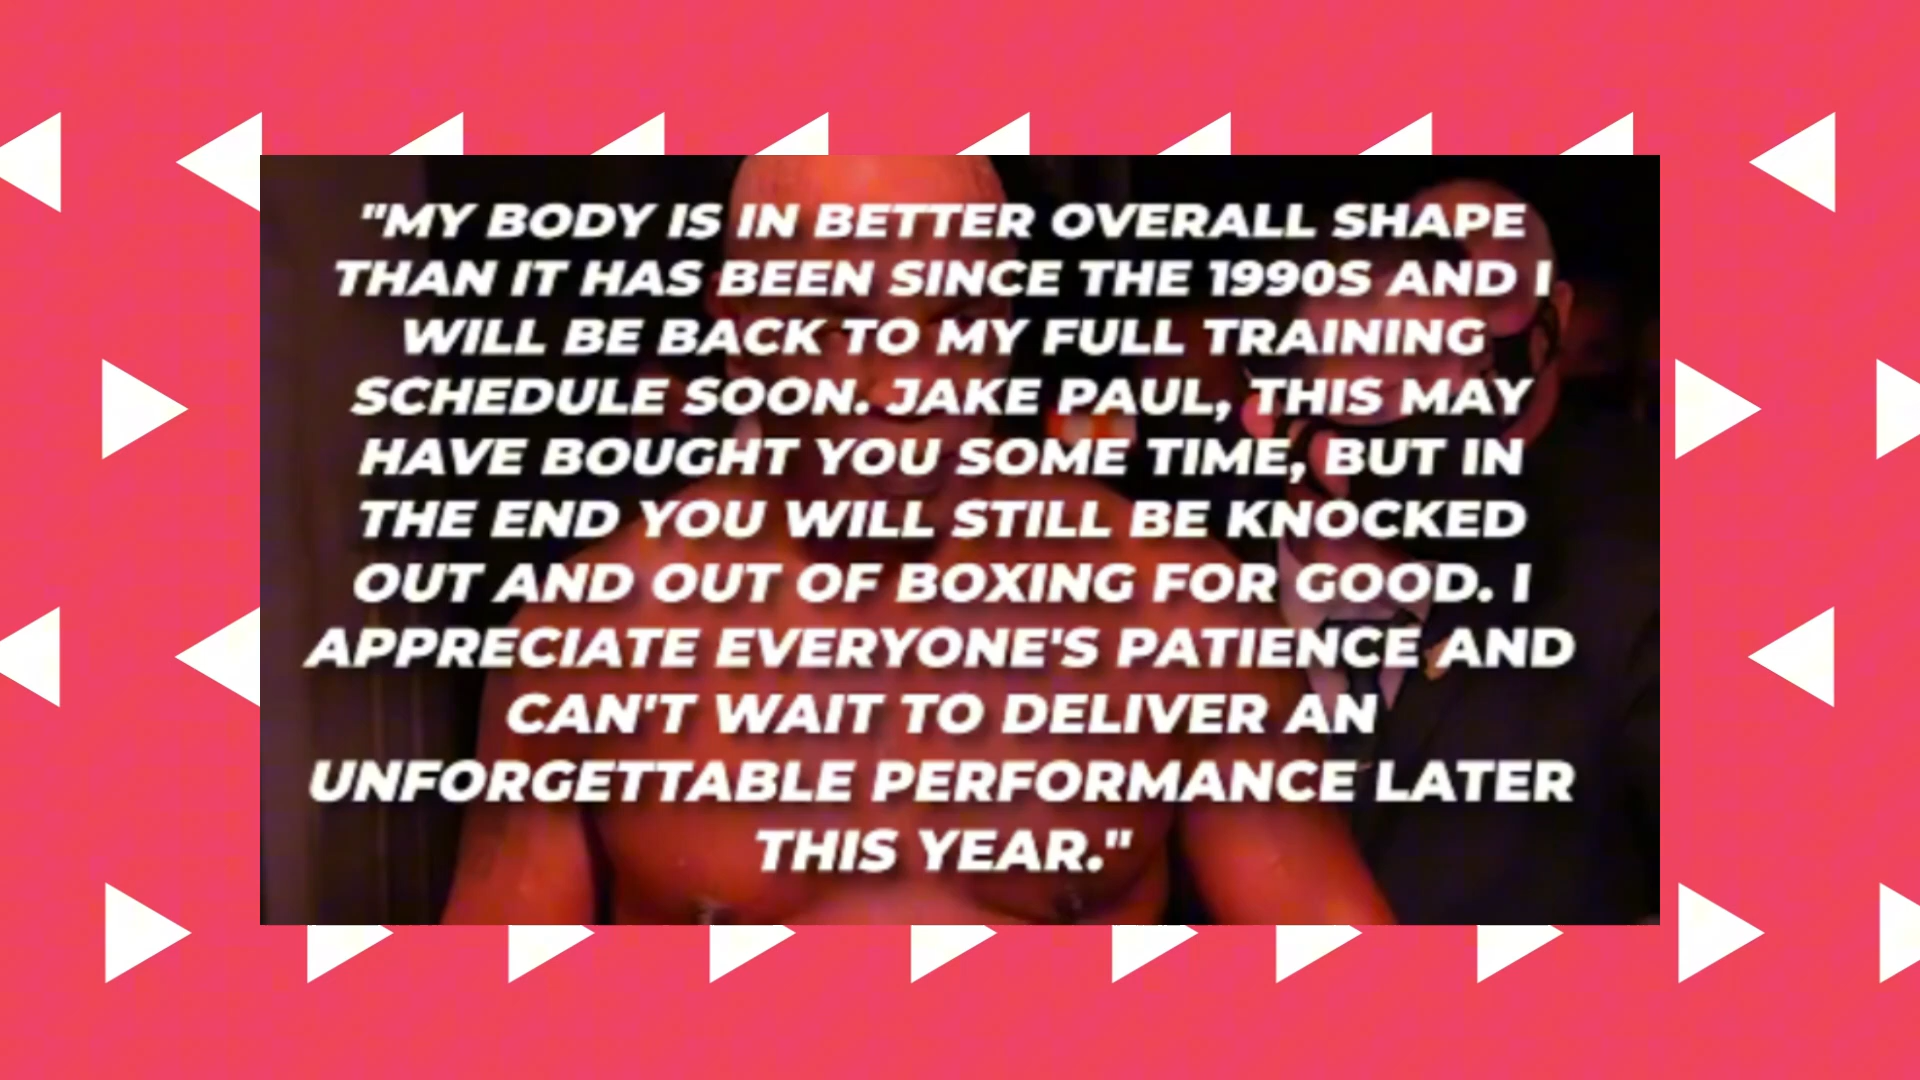 "MY BODY IS IN BETTER OVERALL SHAPE
THAN IT HAS BEEN SINCE THE 1990S AND I
WILL BE BACK TO MY FULL TRAINING
SCHEDULE SOON. JAKE PAUL, THIS MAY
HAVE BOUGHT YOU SOME TIME, BUT IN
THE END YOU WILL STILL BE KNOCKED
OUT AND OUT OF BOXING FOR GOOD. I
APPRECIATE EVERYONE'S PATIENCE AND
CAN'T WAIT TO DELIVER AN
UNFORGETTABLE PERFORMANCE LATER
THIS YEAR."